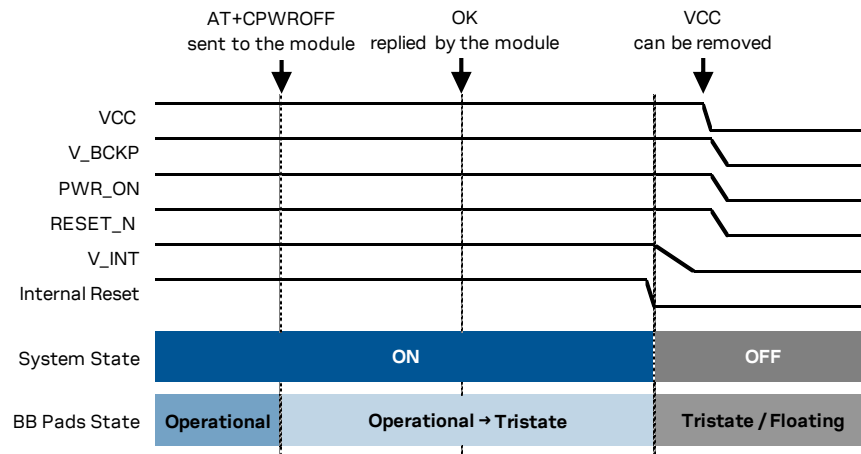 AT+CPWROFF
sent to the module
OK
replied by the module
VCC
can be removed
VCC
V_BCKP
PWR_ON
RESET_N
V_INT
Internal Reset
System State
ON
OFF
BB Pads State
Operational
Operational → Tristate
Tristate / Floating